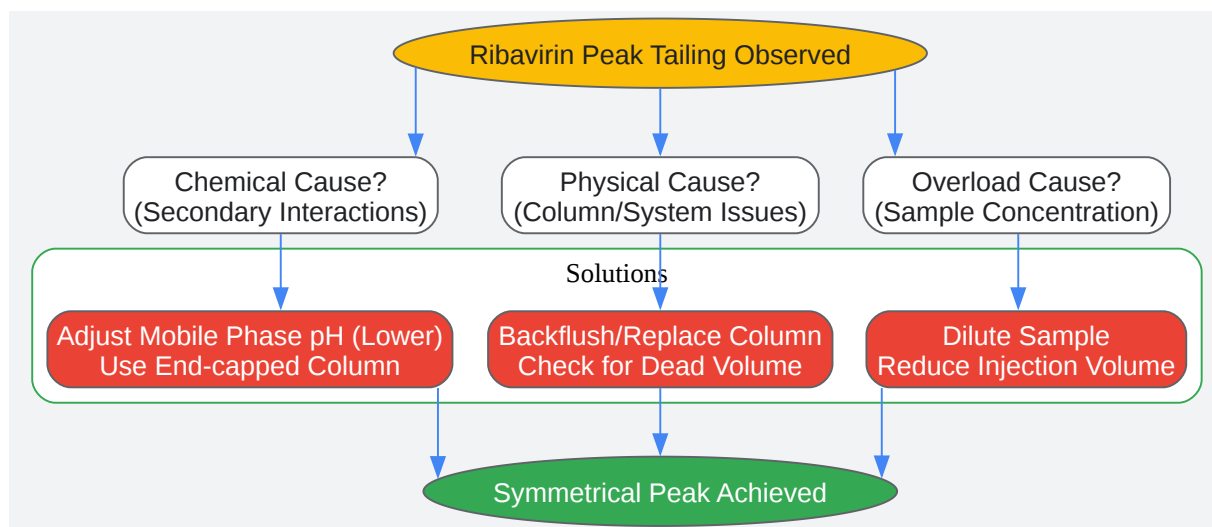 Ribavirin Peak Tailing Observed
Chemical Cause?
(Secondary Interactions)
Physical Cause?
(Column/System Issues)
Overload Cause?
(Sample Concentration)
Solutions
Adjust Mobile Phase pH (Lower)
Use End-capped Column
Backflush/Replace Column
Check for Dead Volume
Dilute Sample
Reduce Injection Volume
Symmetrical Peak Achieved